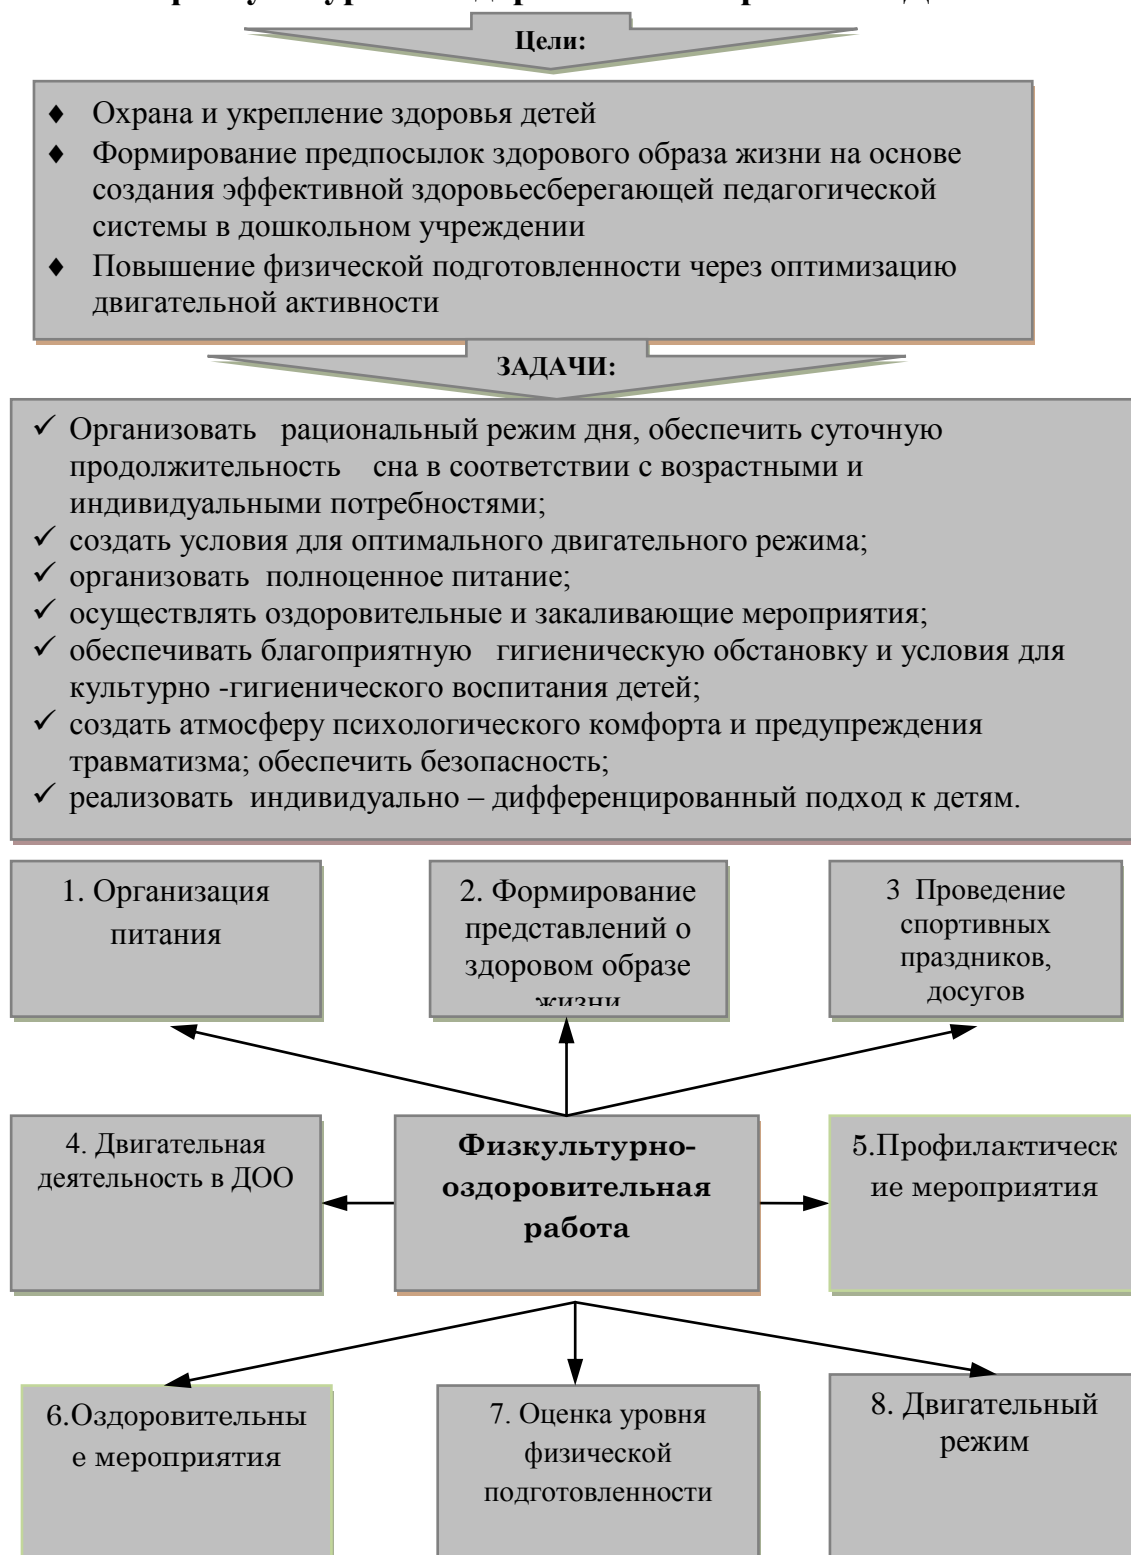 Цели:
♦ Охрана и укрепление здоровья детей
♦ Формирование предпосылок здорового образа жизни на основе
создания эффективной здоровьесберегающей педагогической
системы в дошкольном учреждении
♦ Повышение физической подготовленности через оптимизацию
двигательной активности
ЗАДАЧИ:
✓ Организовать рациональный режим дня, обеспечить суточную
продолжительность сна в соответствии с возрастными и
индивидуальными потребностями;
✓ создать условия для оптимального двигательного режима;
✓ организовать полноценное питание;
✓ осуществлять оздоровительные и закаливающие мероприятия;
✓ обеспечивать благоприятную гигиеническую обстановку и условия для
культурно -гигиенического воспитания детей;
✓ создать атмосферу психологического комфорта и предупреждения
травматизма; обеспечить безопасность;
✓ реализовать индивидуально – дифференцированный подход к детям.
1. Организация
питания
2. Формирование
представлений о
здоровом образе
жизни
3 Проведение
спортивных
праздников,
досугов
4. Двигательная
деятельность в ДОО
Физкультурно-
оздоровительная
работа
5.Профилактическ
ие мероприятия
6.Оздоровительны
е мероприятия
7. Оценка уровня
физической
подготовленности
8. Двигательный
режим